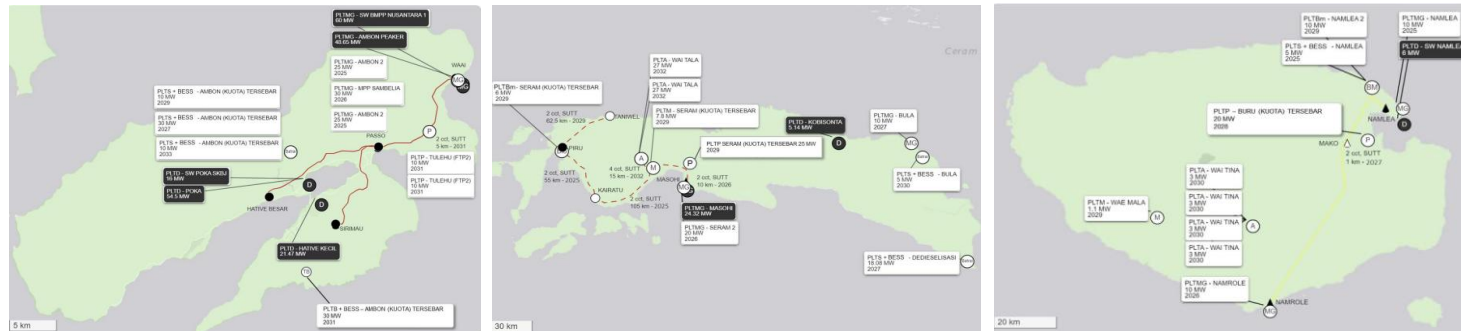 PLTMG - SW BMPP NUSANTARA 1
60 MW
PLTMG - AMBON PEAKER
WAAI
MG
PLTMG - AMBON 2
25 MW
2025
PLTMG - MPP SAMBELIA
30 MW
2026
PLTMG - AMBON 2
25 MW
2025
PLTS + BESS - AMBON (KUOTA) TERSEBAR
10 MW
2029
PLTS + BESS - AMBON (KUOTA) TERSEBAR
30 MW
2027
PLTS + BESS - AMBON (KUOTA) TERSEBAR
10 MW
2033
PASSO
P
2 cct, SUTT
5 km - 2031
PLTP - TULEHU (FTP2)
10 MW
2031
PLTP - TULEHU (FTP2)
10 MW
2031
PLTD - SW POKA SKBU
PLTD - POKA
54.5 MW
D
D
HATIVE BESAR
SIRIMAU
PLTD - HATIVE KECIL
21.47 MW
TB
PLTB + BESS - AMBON (KUOTA) TERSEBAR
30 MW
2031
5 km
Ceram
PLTBm- SERAM (KUOTA) TERSEBAR
6 MW
2029
PLTA - WAI TALA
27 MW
2032
PLTA - WAI TALA
27 MW
2032
PLTM - SERAM (KUOTA) TERSEBAR
7.8 MW
2029
2 cct, SUTT
62.5 km - 2029
TANIWEL
PIRU
PLTD - KOBISONTA
5.14 MW
D
PLTMG - BULA
10 MW
2027
MG
PLTP SERAM (KUOTA) TERSEBAR 25 MW
2029
A
M
P
4 cct, SUTT
15 km - 2032
2 cct, SUTT
55 km - 2025
MASOHI
MG
2 cct, SUTT
10 km - 2026
KAIRATU
2 cct, SUTT
105 km - 2025
PLTS + BESS - BULA
5 MW
2030
PLTMG - MASOHI
24.32 MW
PLTMG - SERAM 2
20 MW
2026
PLTS + BESS - DEDIESELISASI
18.08 MW
2027
30 km
PLTBm - NAMLEA 2
10 MW
2029
PLTMG - NAMLEA
10 MW
2025
PLTS + BESS - NAMLEA
5 MW
2025
PLTD - SW NAMLEA
6 MW
BM
MG
NAMLEA
D
PLTP - BURU (KUOTA) TERSEBAR
20 MW
2028
P
MAKO
2 cct, SUTT
1 km - 2027
PLTA - WAI TINA
3 MW
2030
PLTA - WAI TINA
3 MW
2030
PLTA - WAI TINA
3 MW
2030
PLTA - WAI TINA
3 MW
2030
PLTM - WAE MALA
1.1 MW
2029
M
A
PLTMG - NAMROLE
10 MW
2026
NAMROLE
MG
20 km